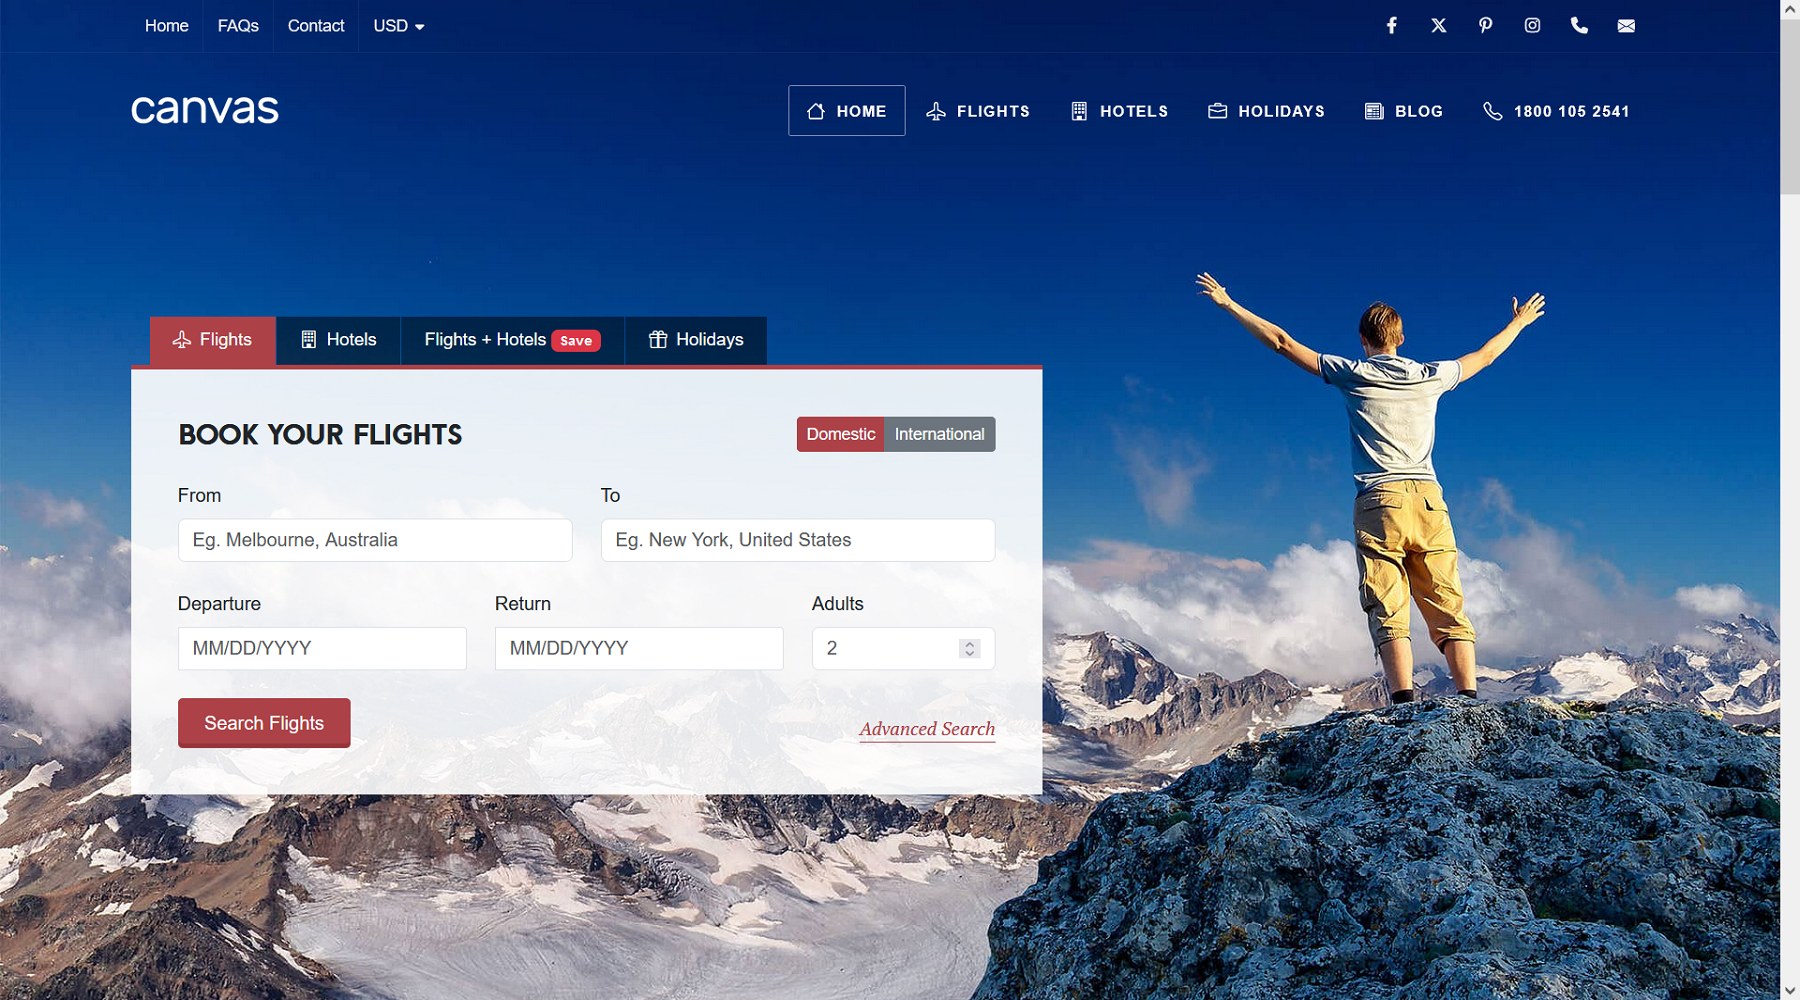 Home FAQs Contact USD
canvas
HOME FLIGHTS HOTELS HOLIDAYS BLOG 1800 105 2541
Flights Hotels Flights + Hotels Save Holidays
BOOK YOUR FLIGHTS Domestic International
From To
Eg. Melbourne, Australia Eg. New York, United States
Departure Return Adults
MM/DD/YYYY MM/DD/YYYY 2
Search Flights Advanced Search